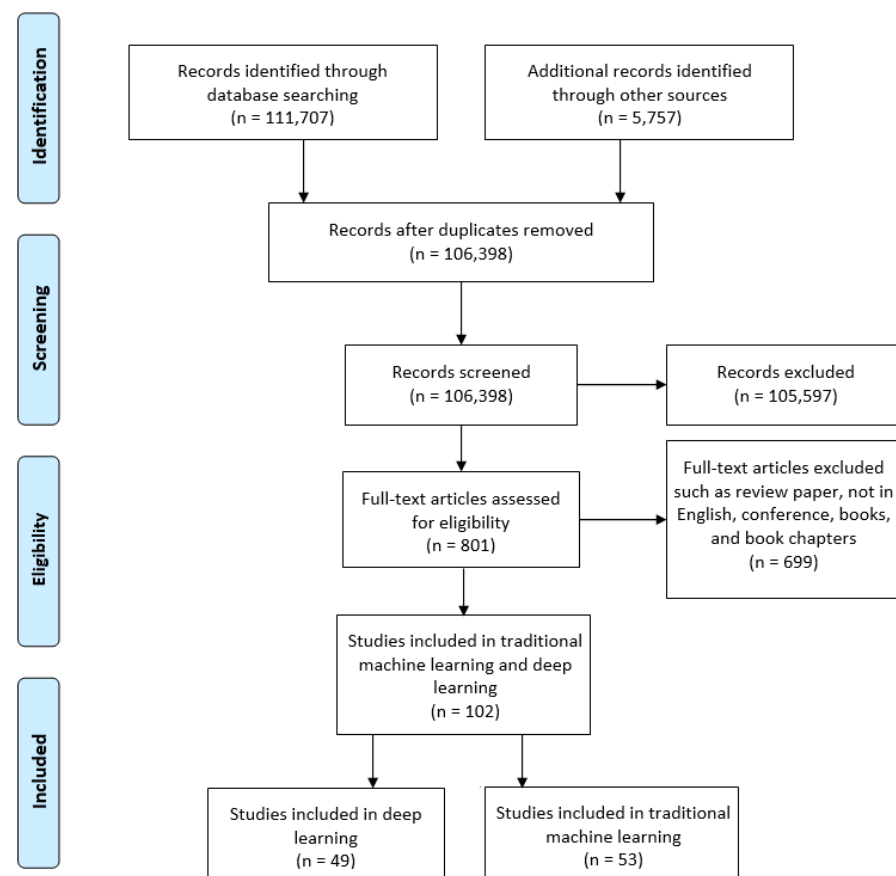 Identification
Records identified through
database searching
(n = 111,707)
Additional records identified
through other sources
(n = 5,757)
Records after duplicates removed
(n = 106,398)
Screening
Records screened
(n = 106,398)
Records excluded
(n = 105,597)
Eligibility
Full-text articles assessed
for eligibility
(n = 801)
Full-text articles excluded
such as review paper, not in
English, conference, books,
and book chapters
(n = 699)
Studies included in traditional
machine learning and deep
learning
(n = 102)
Included
Studies included in deep
learning
(n = 49)
Studies included in traditional
machine learning
(n = 53)